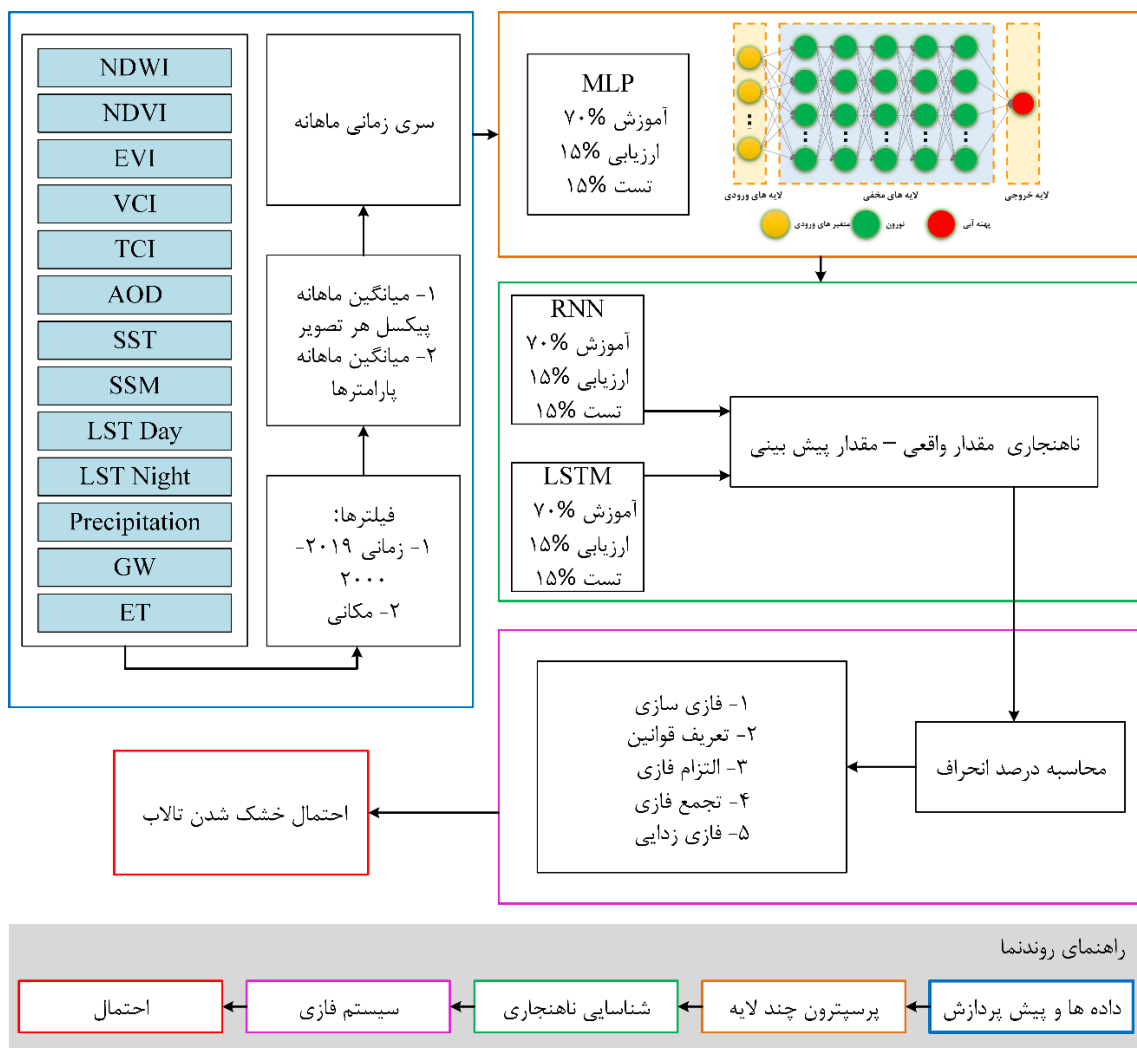 NDWI
NDVI
EVI
VCI
TCI
AOD
SST
SSM
LST Day
LST Night
Precipitation
GW
ET
فیلترها:
۱- زمانی ۲۰۱۹-
۲۰۰۰
۲- مکانی
۱- میانگین ماهانه
پیکسل هر تصویر
۲- میانگین ماهانه
پارامترها
سری زمانی ماهانه
MLP
آموزش %۷۰
ارزیابی %۱۵
تست %۱۵
لایه های ورودی
لایه های مخفی
لایه خروجی
متغیر های ورودی
نورون
پهنه آبی
RNN
آموزش %۷۰
ارزیابی %۱۵
تست %۱۵
LSTM
آموزش %۷۰
ارزیابی %۱۵
تست %۱۵
ناهنجاری مقدار واقعی – مقدار پیش بینی
محاسبه درصد انحراف
۱- فازی سازی
۲- تعریف قوانین
۳- التزام فازی
۴- تجمع فازی
۵- فازی زدایی
احتمال خشک شدن تالاب
راهنمای روندنما
داده ها و پیش پردازش
پرسپترون چند لایه
شناسایی ناهنجاری
سیستم فازی
احتمال